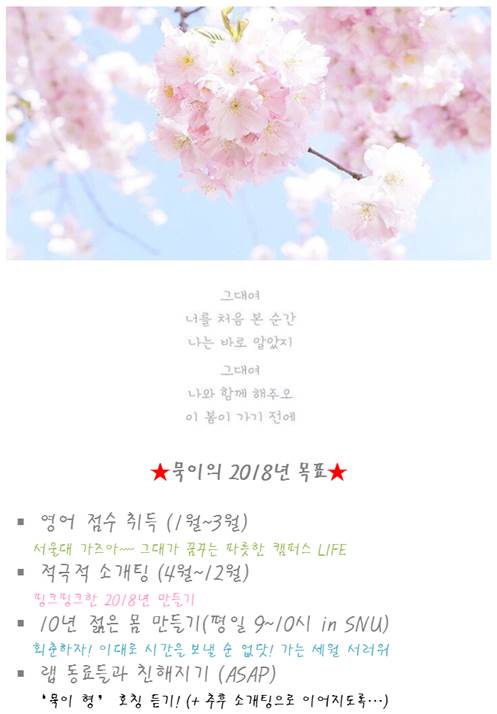 그대여
너를 처음 본 순간
나는 바로 알았지
그대여
나와 함께 해주오
이 봄이 가기 전에
★묵이의 2018년 목표★
▪ 영어 점수 취득 (1월~3월)
서울대 가즈아~~ 그대가 꿈꾸는 파릇한 캠퍼스 LIFE
▪ 적극적 소개팅 (4월~12월)
핑크핑크한 2018년 만들기
▪ 10년 젊은 몸 만들기(평일 9~10시 in SNU)
회춘하자! 이대로 시간을 보낼 순 없닷! 가는 세월 서러워
▪ 랩 동료들과 친해지기 (ASAP)
'묵이 형' 호칭 듣기! (+ 추후 소개팅으로 이어지도록…)